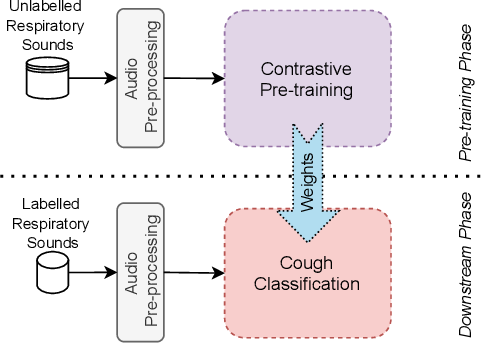 Unlabelled
Respiratory
Sounds
Audio
Pre-processing
Contrastive
Pre-training
Pre-training Phase
Weights
Labelled
Respiratory
Sounds
Audio
Pre-processing
Cough
Classification
Downstream Phase